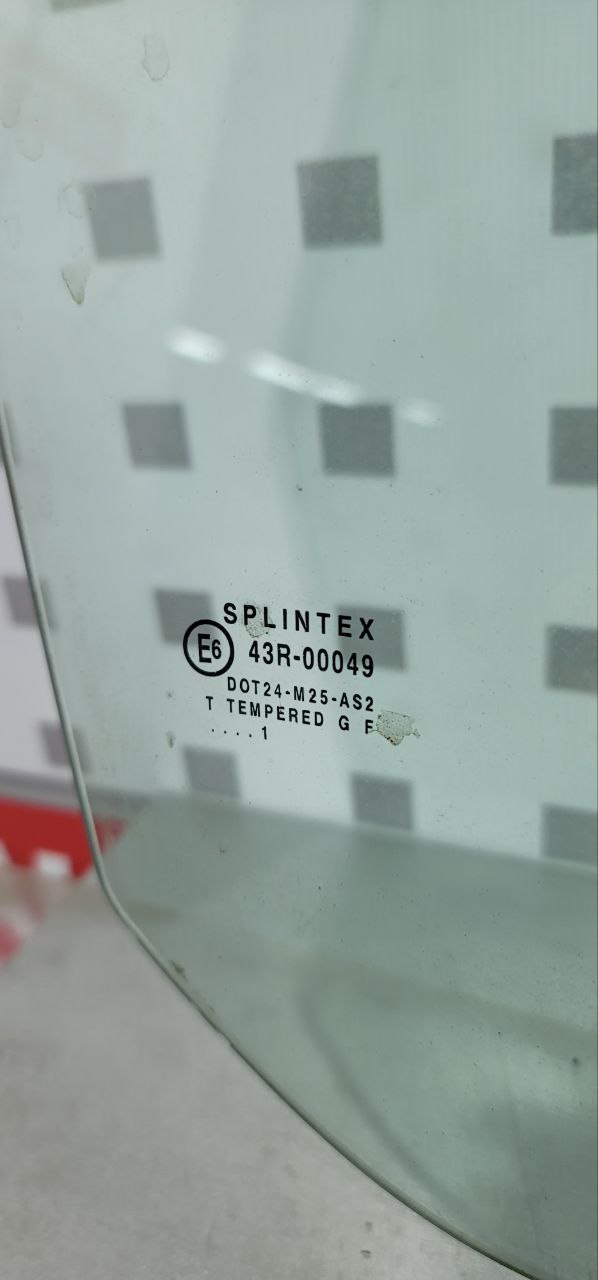 SPLINTEX
E6 43R-00049
DOT24-M25-AS2
T TEMPERED G F
....1